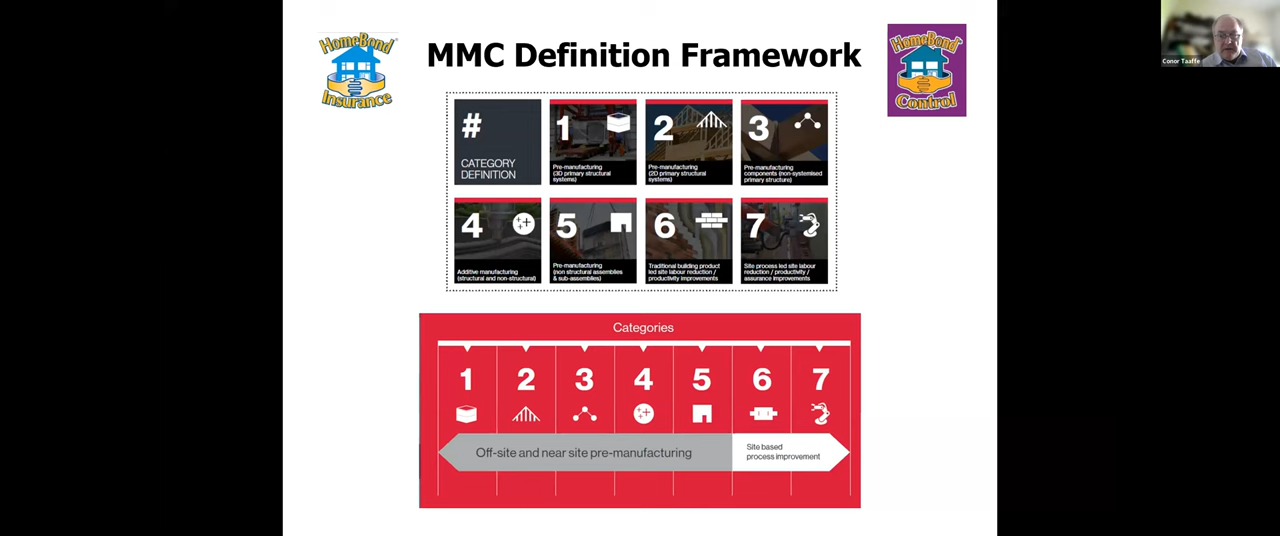 HomeBond
Insurance
MMC Definition Framework
HomeBond
Control
Conor Taaffe
#
CATEGORY
DEFINITION
1
Pre-manufacturing
(3D primary structural
systems)
2
Pre-manufacturing
(2D primary structural
systems)
3
Pre-manufacturing
components (non-systemised
primary structure)
4
Additive manufacturing
(structural and non-structural)
5
Pre-manufacturing
(non structural assemblies
& sub-assemblies)
6
Traditional building product
led site labour reduction /
productivity improvements
7
Site process led site labour
reduction / productivity /
assurance improvements
Categories
1 2 3 4 5 6 7
Off-site and near site pre-manufacturing
Site based
process improvement